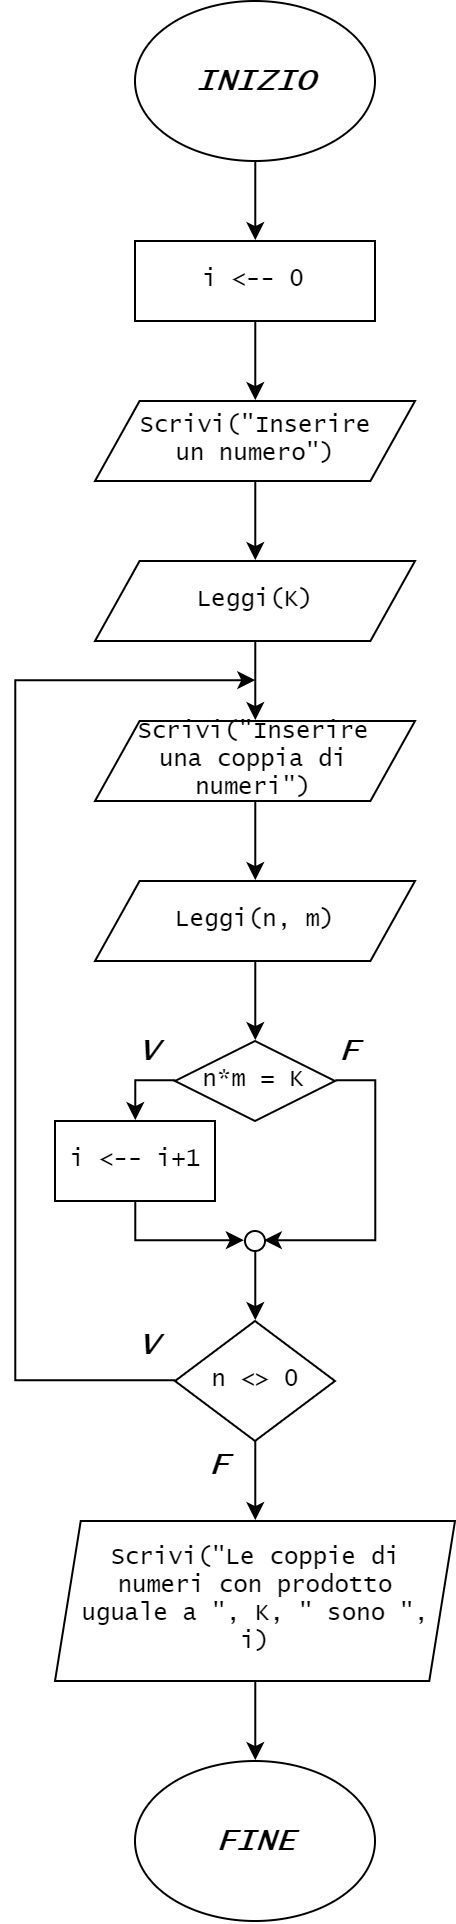 INIZIO
i <-- 0
Scrivi("Inserire
un numero")
Leggi(K)
Scrivi("Inserire
una coppia di
numeri")
Leggi(n, m)
V
F
n*m = K
i <-- i+1
V
n <> 0
F
Scrivi("Le coppie di
numeri con prodotto
uguale a ", K, " sono ",
i)
FINE